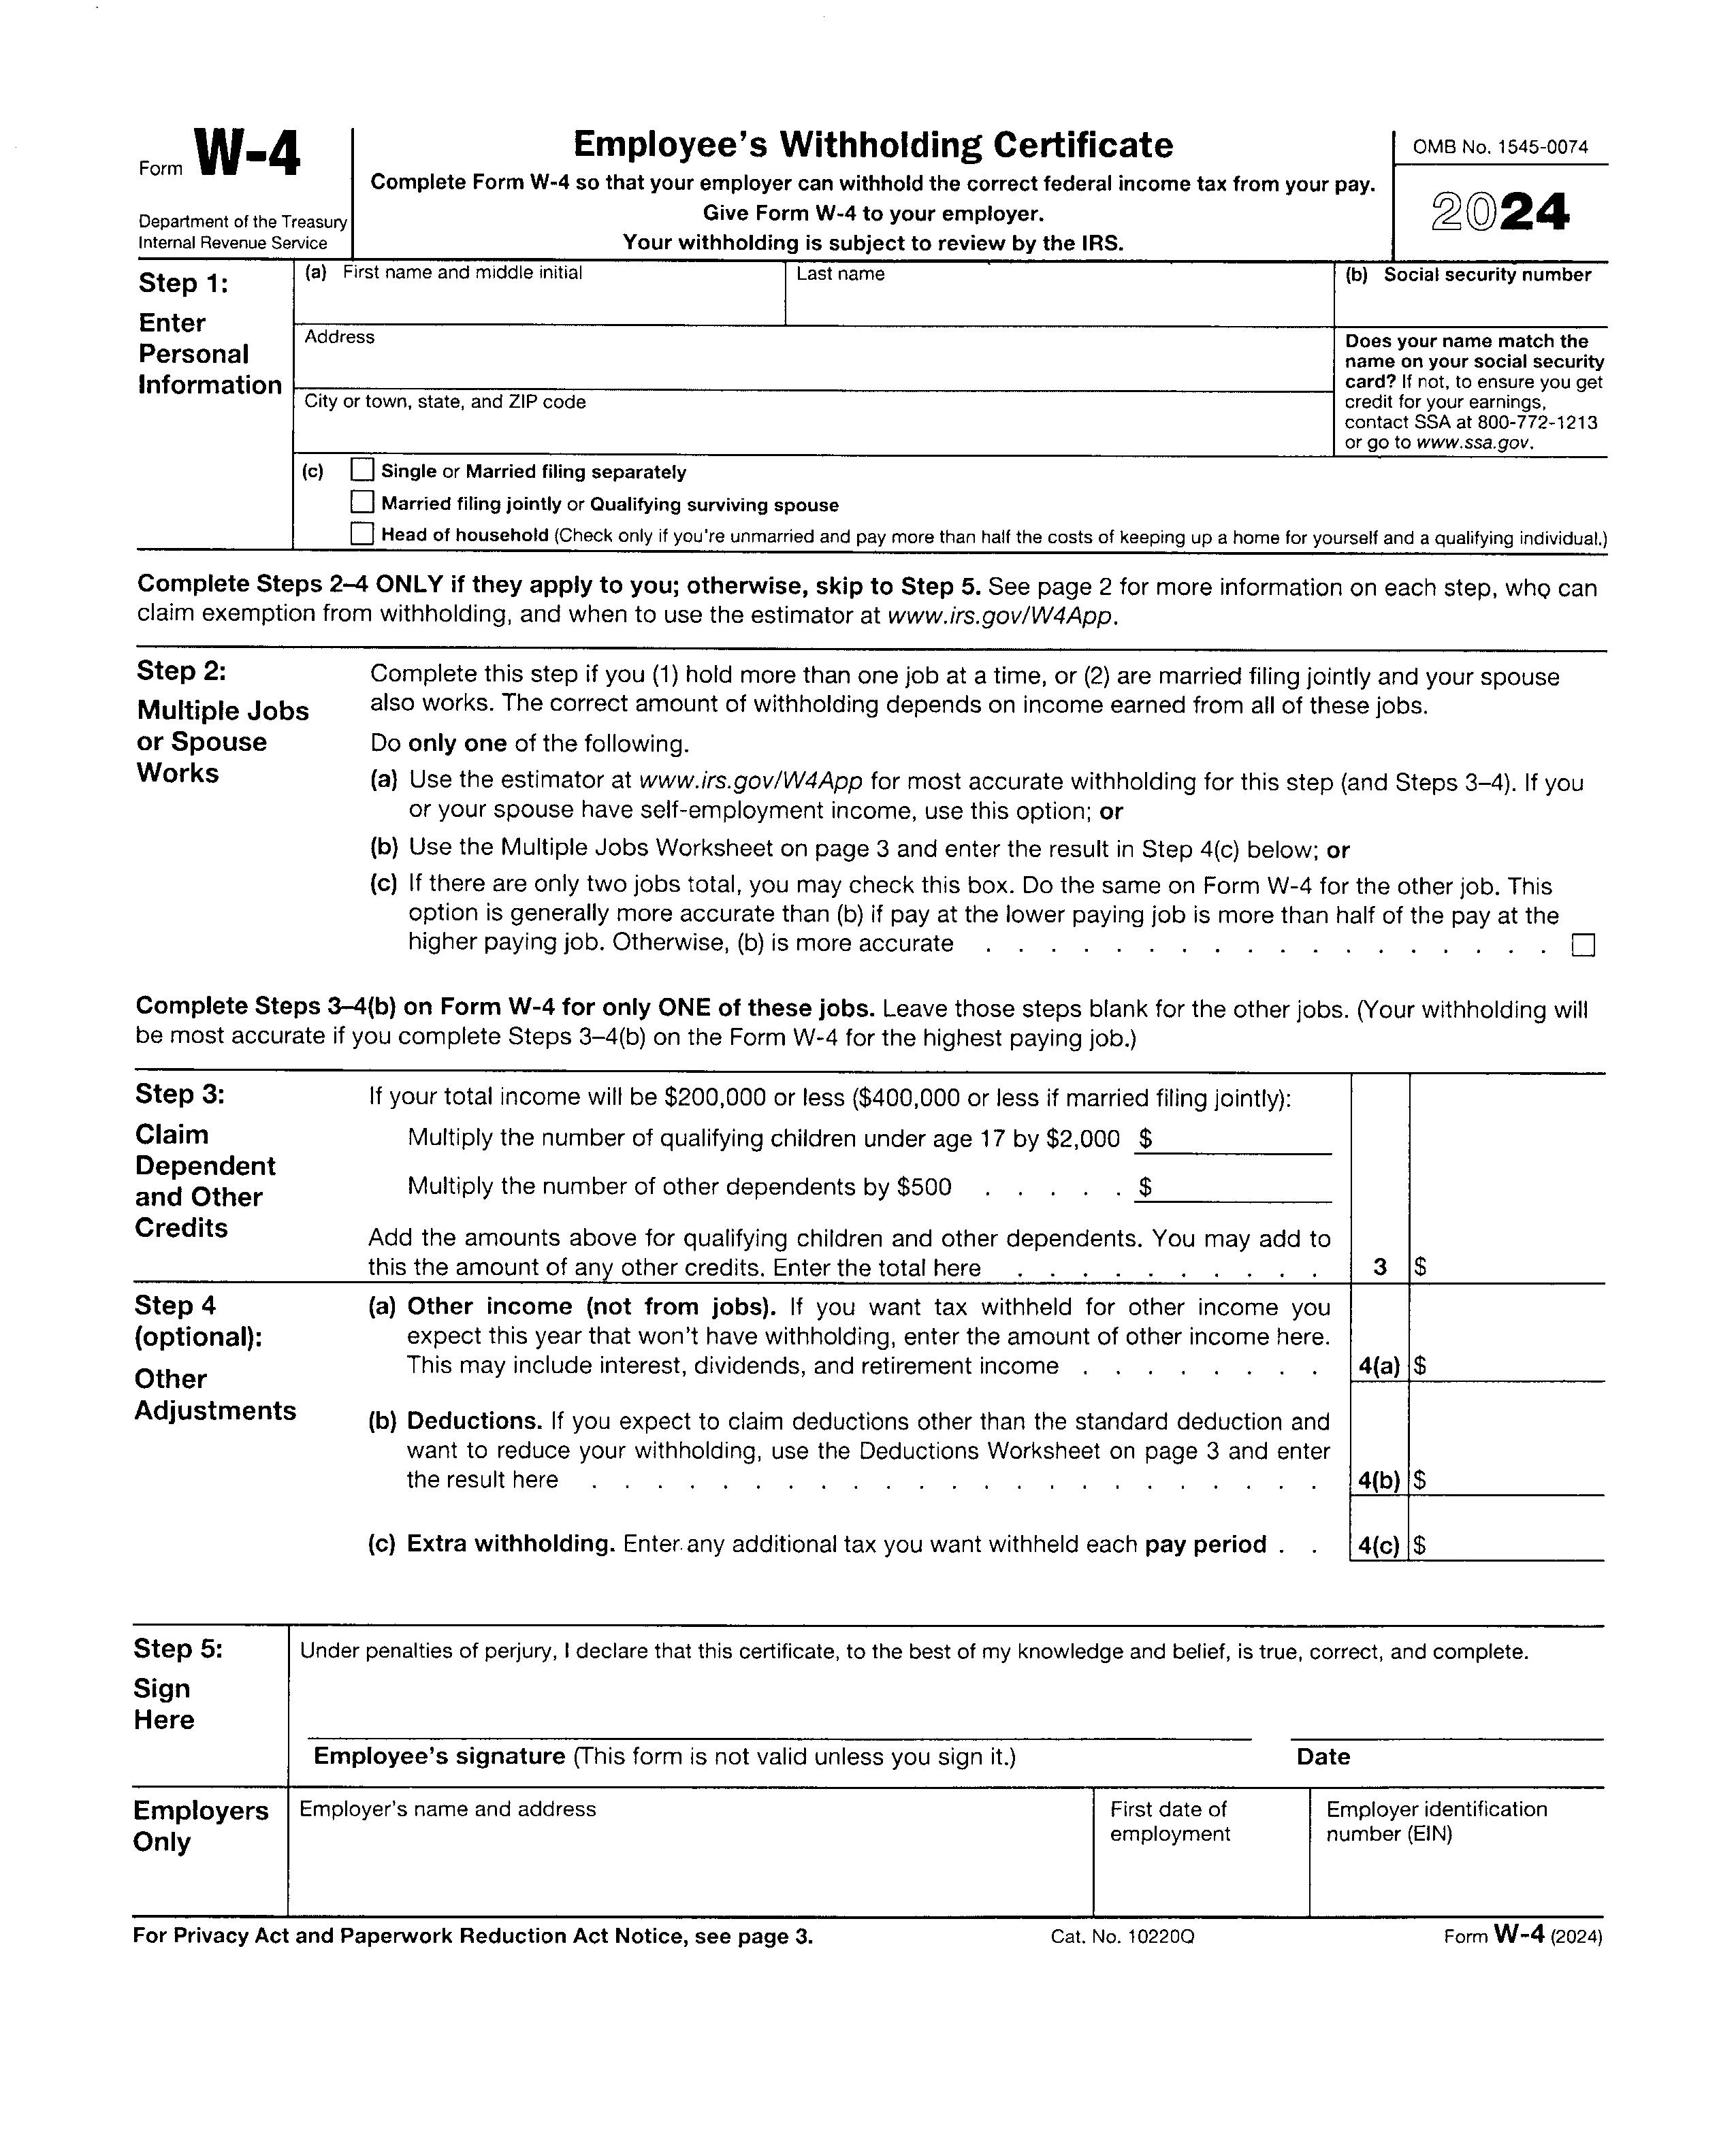 Form W-4
Department of the Treasury
Internal Revenue Service
Employee's Withholding Certificate
Complete Form W-4 so that your employer can withhold the correct federal income tax from your pay.
Give Form W-4 to your employer.
Your withholding is subject to review by the IRS.
OMB No. 1545-0074
2024
Step 1:
Enter
Personal
Information
(a) First name and middle initial
Last name
(b) Social security number
Address
City or town, state, and ZIP code
Does your name match the
name on your social security
card? If not, to ensure you get
credit for your earnings,
contact SSA at 800-772-1213
or go to www.ssa.gov.
(c) Single or Married filing separately
Married filing jointly or Qualifying surviving spouse
Head of household (Check only if you're unmarried and pay more than half the costs of keeping up a home for yourself and a qualifying individual.)
Complete Steps 2–4 ONLY if they apply to you; otherwise, skip to Step 5. See page 2 for more information on each step, who can
claim exemption from withholding, and when to use the estimator at www.irs.gov/W4App.
Step 2:
Multiple Jobs
or Spouse
Works
Complete this step if you (1) hold more than one job at a time, or (2) are married filing jointly and your spouse
also works. The correct amount of withholding depends on income earned from all of these jobs.
Do only one of the following.
(a) Use the estimator at www.irs.gov/W4App for most accurate withholding for this step (and Steps 3–4). If you
or your spouse have self-employment income, use this option; or
(b) Use the Multiple Jobs Worksheet on page 3 and enter the result in Step 4(c) below; or
(c) If there are only two jobs total, you may check this box. Do the same on Form W-4 for the other job. This
option is generally more accurate than (b) if pay at the lower paying job is more than half of the pay at the
higher paying job. Otherwise, (b) is more accurate . . . . . . . . . . . . . . . . . .
Complete Steps 3–4(b) on Form W-4 for only ONE of these jobs. Leave those steps blank for the other jobs. (Your withholding will
be most accurate if you complete Steps 3–4(b) on the Form W-4 for the highest paying job.)
Step 3:
Claim
Dependent
and Other
Credits
If your total income will be $200,000 or less ($400,000 or less if married filing jointly):
Multiply the number of qualifying children under age 17 by $2,000 $
Multiply the number of other dependents by $500 . . . . . $
Add the amounts above for qualifying children and other dependents. You may add to
this the amount of any other credits. Enter the total here . . . . . . . . . . 3 $
Step 4
(optional):
Other
Adjustments
(a) Other income (not from jobs). If you want tax withheld for other income you
expect this year that won't have withholding, enter the amount of other income here.
This may include interest, dividends, and retirement income . . . . . . . . 4(a) $
(b) Deductions. If you expect to claim deductions other than the standard deduction and
want to reduce your withholding, use the Deductions Worksheet on page 3 and enter
the result here . . . . . . . . . . . . . . . . . . . . . . . 4(b) $
(c) Extra withholding. Enter any additional tax you want withheld each pay period . . 4(c) $
Step 5:
Sign
Here
Under penalties of perjury, I declare that this certificate, to the best of my knowledge and belief, is true, correct, and complete.
Employee's signature (This form is not valid unless you sign it.)
Date
Employers
Only
Employer's name and address
First date of
employment
Employer identification
number (EIN)
For Privacy Act and Paperwork Reduction Act Notice, see page 3.
Cat. No. 10220Q
Form W-4 (2024)